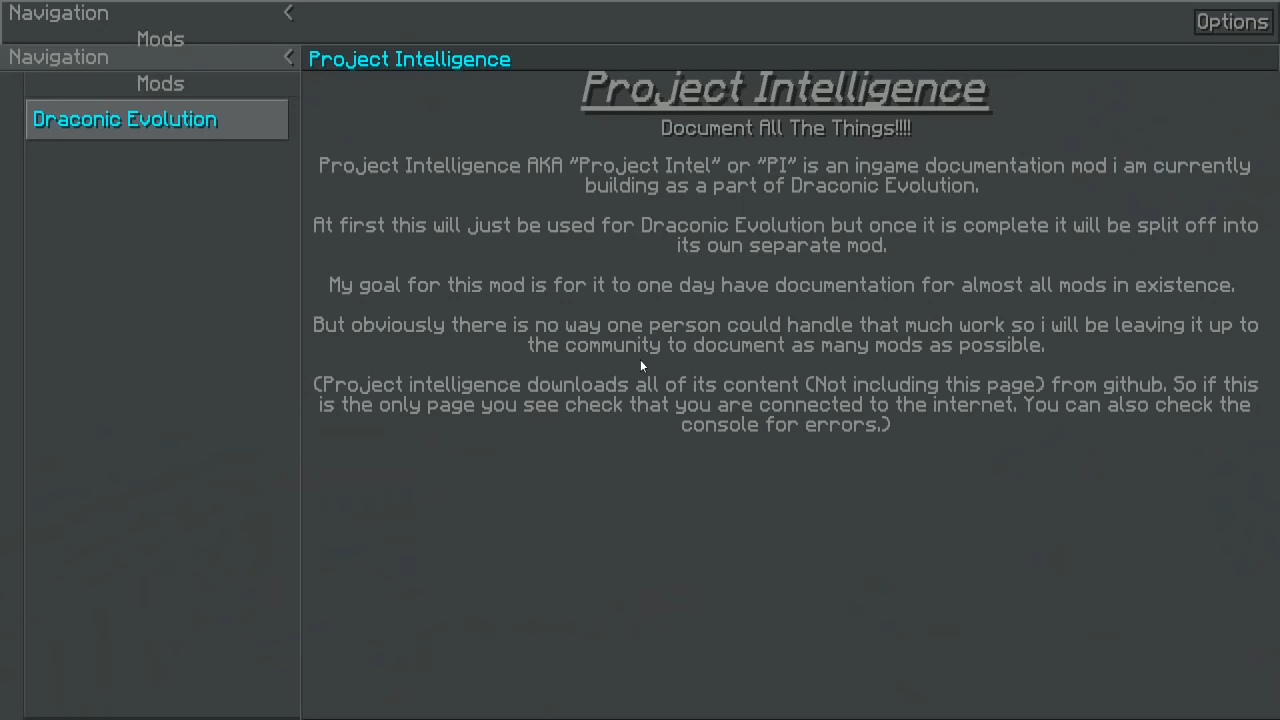 Navigation <
Options
Mods
Navigation <
Project Intelligence
Mods
Project Intelligence
Draconic Evolution
Document All The Things!!!!
Project Intelligence AKA "Project Intel" or "PI" is an ingame documentation mod i am currently
building as a part of Draconic Evolution.
At first this will just be used for Draconic Evolution but once it is complete it will be split off into
its own separate mod.
My goal for this mod is for it to one day have documentation for almost all mods in existence.
But obviously there is no way one person could handle that much work so i will be leaving it up to
the community to document as many mods as possible.
(Project intelligence downloads all of its content (Not including this page) from github. So if this
is the only page you see check that you are connected to the internet. You can also check the
console for errors.)